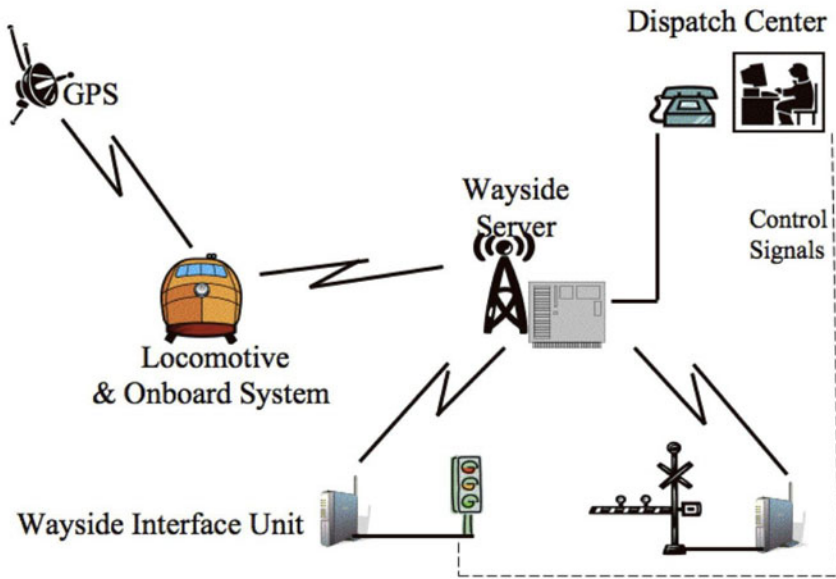 Dispatch Center
GPS
Wayside
Server
Control
Signals
Locomotive
& Onboard System
Wayside Interface Unit